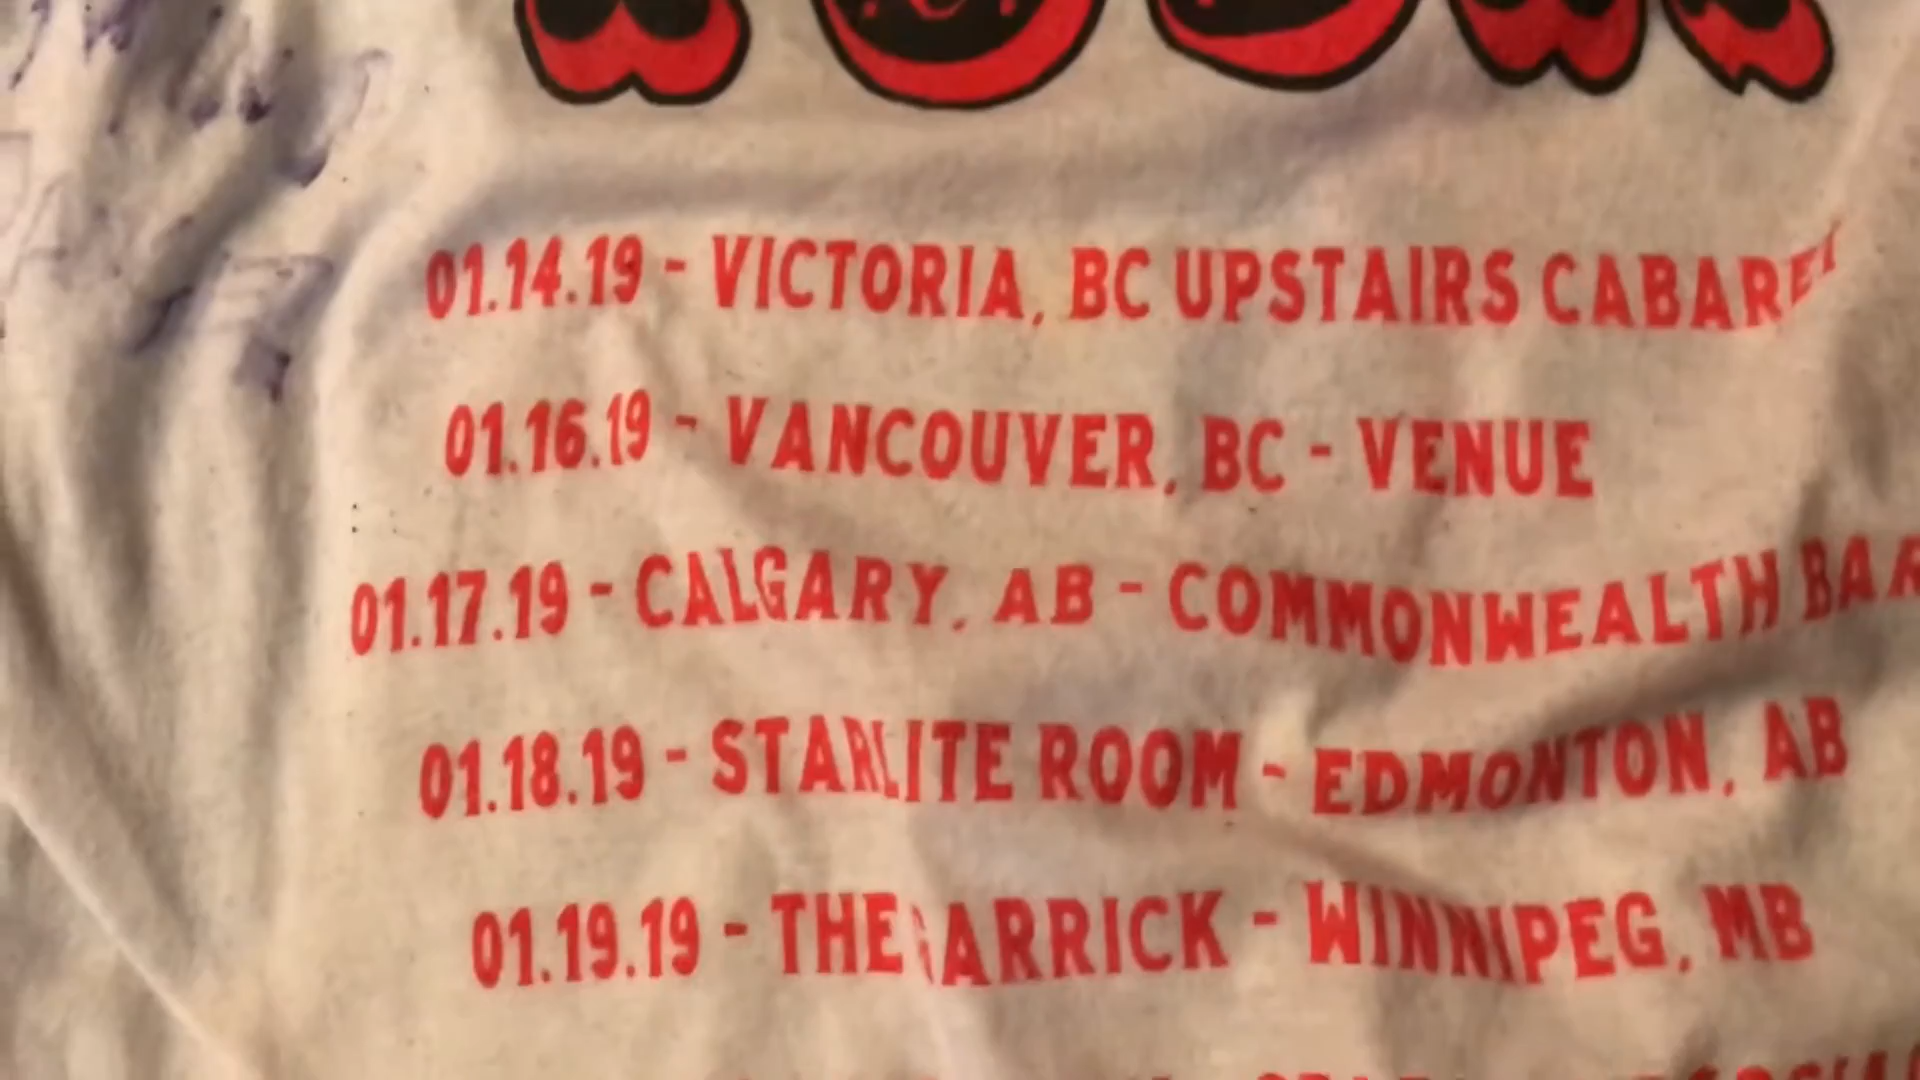 01.14.19 - VICTORIA, BC UPSTAIRS CABARET
01.16.19 - VANCOUVER, BC - VENUE
01.17.19 - CALGARY, AB - COMMONWEALTH BAR
01.18.19 - STARLITE ROOM - EDMONTON, AB
01.19.19 - THE GARRICK - WINNIPEG, MB